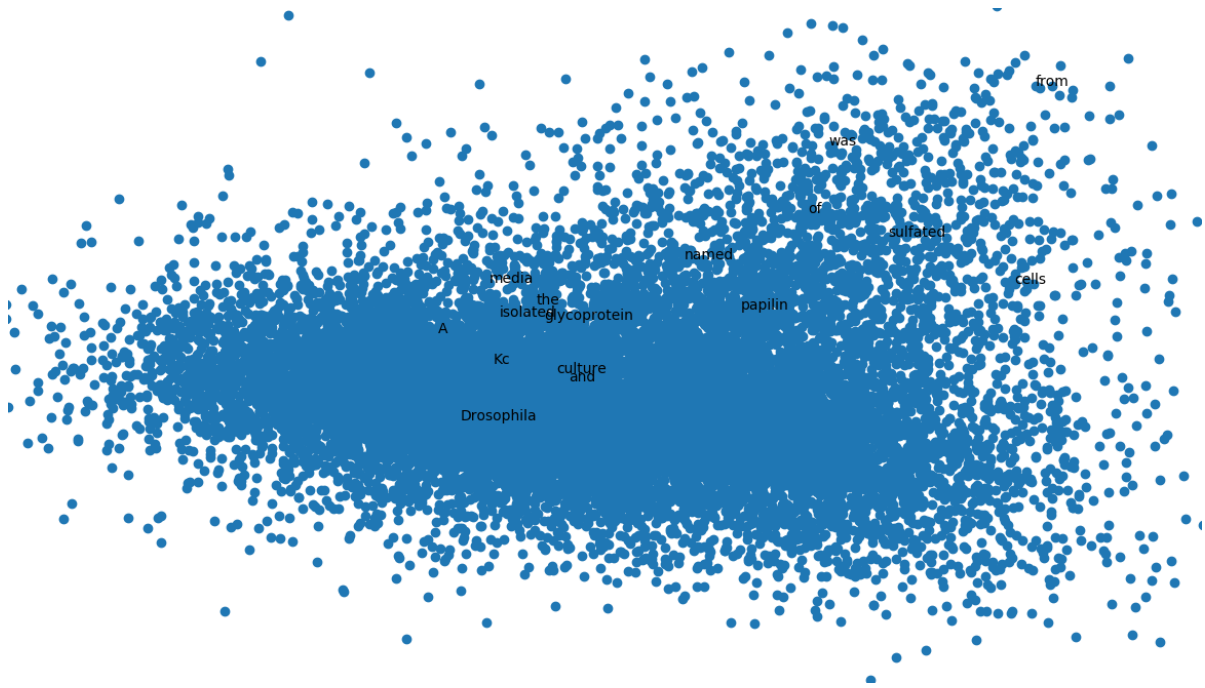 from
was
of
sulfated
named
media
cells
the
papilin
isolated
glycoprotein
A
Kc
culture
and
Drosophila